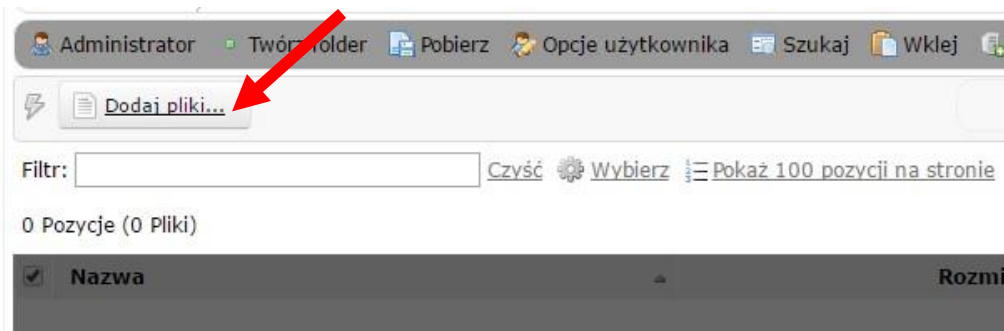 Administrator Twórz folder Pobierz Opcje użytkownika Szukaj Wklej
Dodaj pliki...
Filtr: Czyść Wybierz Pokaż 100 pozycji na stronie
0 Pozycje (0 Pliki)
Nazwa Rozmi